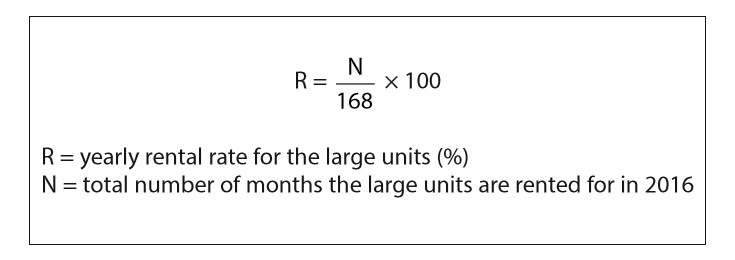 R = N/168 × 100
R = yearly rental rate for the large units (%)
N = total number of months the large units are rented for in 2016